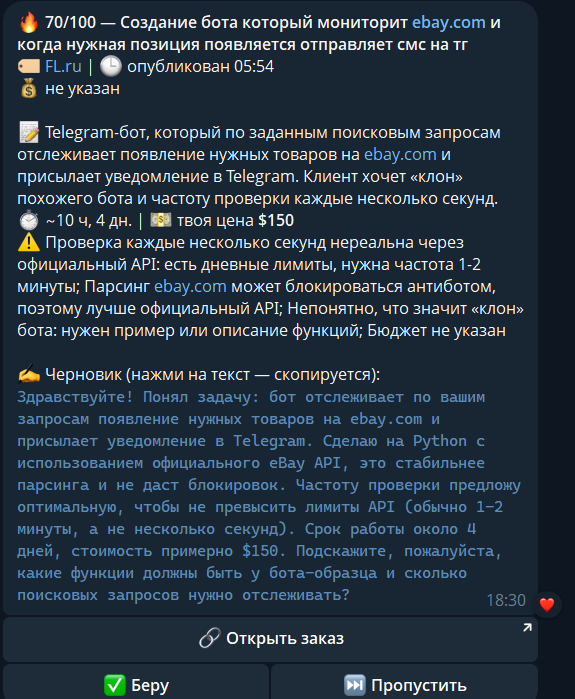 🔥 70/100 — Создание бота который мониторит ebay.com и
когда нужная позиция появляется отправляет смс на тг
🏷 FL.ru | 🕒 опубликован 05:54
💰 не указан
📝 Telegram-бот, который по заданным поисковым запросам
отслеживает появление нужных товаров на ebay.com и
присылает уведомление в Telegram. Клиент хочет «клон»
похожего бота и частоту проверки каждые несколько секунд.
⏱ ~10 ч, 4 дн. | 💵 твоя цена $150
⚠️ Проверка каждые несколько секунд нереальна через
официальный API: есть дневные лимиты, нужна частота 1-2
минуты; Парсинг ebay.com может блокироваться антиботом,
поэтому лучше официальный API; Непонятно, что значит «клон»
бота: нужен пример или описание функций; Бюджет не указан
✍️ Черновик (нажми на текст — скопируется):
Здравствуйте! Понял задачу: бот отслеживает по вашим
запросам появление нужных товаров на ebay.com и
присылает уведомление в Telegram. Сделаю на Python с
использованием официального eBay API, это стабильнее
парсинга и не даст блокировок. Частоту проверки предложу
оптимальную, чтобы не превысить лимиты API (обычно 1–2
минуты, а не несколько секунд). Срок работы около 4
дней, стоимость примерно $150. Подскажите, пожалуйста,
какие функции должны быть у бота-образца и сколько
поисковых запросов нужно отслеживать?
18:30
🔗 Открыть заказ
✅ Беру
⏭ Пропустить